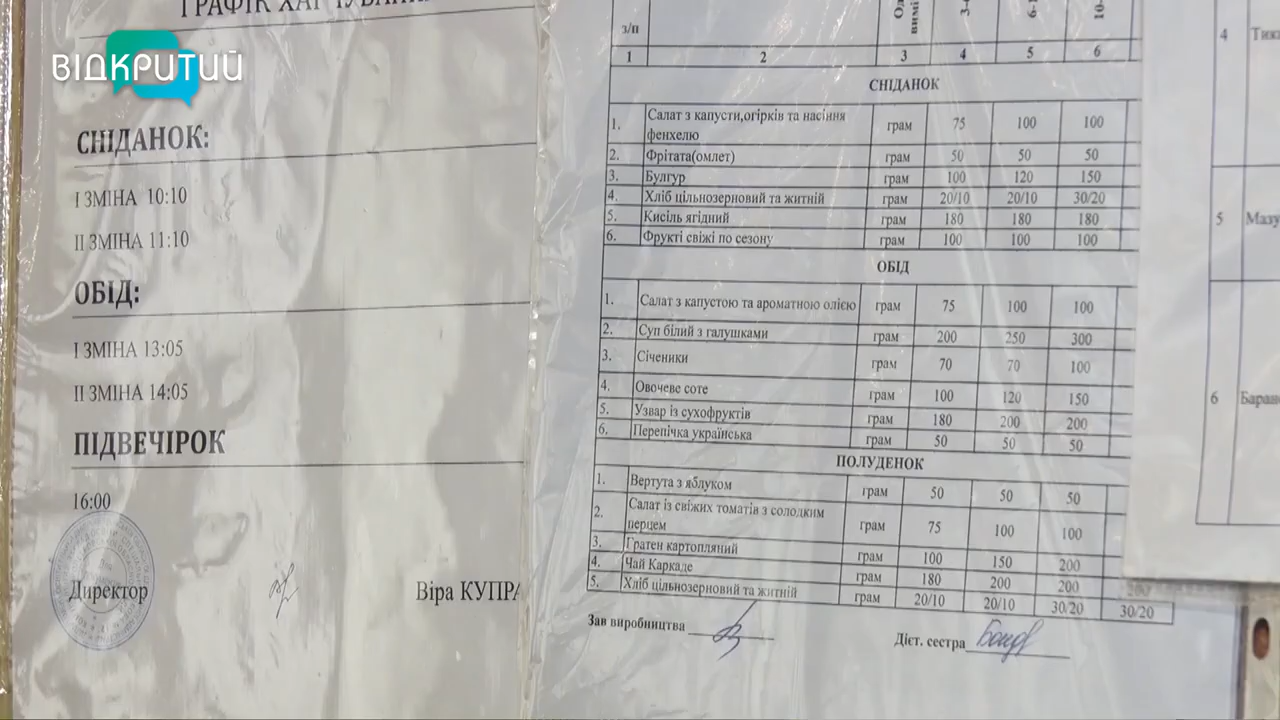 ГРАФІК ХАРЧУВАННЯ
ВІДКРИТИЙ
СНІДАНОК:
І ЗМІНА 10:10
ІІ ЗМІНА 11:10
ОБІД:
І ЗМІНА 13:05
ІІ ЗМІНА 14:05
ПІДВЕЧІРОК
16:00
Директор Віра КУПРА
з/п
1 2 3 4 5 6
СНІДАНОК
1. Салат з капусти,огірків та насіння
фенхелю грам 75 100 100
2. Фрітата(омлет) грам 50 50 50
3. Булгур грам 100 120 150
4. Хліб цільнозерновий та житній грам 20/10 20/10 30/20
5. Кисіль ягідний грам 180 180 180
6. Фрукті свіжі по сезону грам 100 100 100
ОБІД
1. Салат з капустою та ароматною олією грам 75 100 100
2. Суп білий з галушками грам 200 250 300
3. Січеники грам 70 70 100
4. Овочеве соте грам 100 120 150
5. Узвар із сухофруктів грам 180 200 200
6. Перепічка українська грам 50 50 50
ПОЛУДЕНОК
1. Вертута з яблуком грам 50 50 50
2. Салат із свіжих томатів з солодким
перцем грам 75 100 100
3. Гратен картопляний грам 100 150 200
4. Чай Каркаде грам 180 200 200 200
5. Хліб цільнозерновий та житній грам 20/10 20/10 30/20 30/20
Зав виробництва
Дієт. сестра
4
5
6